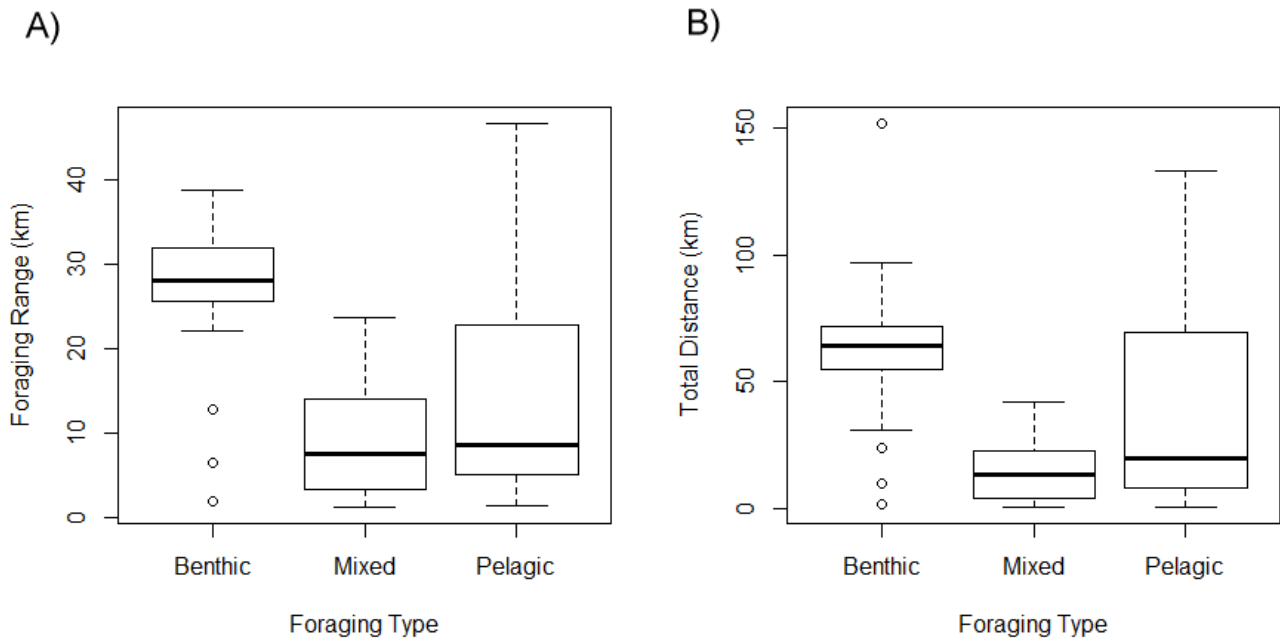 A)
Foraging Range (km)
40
30
20
10
0
Benthic Mixed Pelagic
Foraging Type
B)
Total Distance (km)
150
100
50
0
Benthic Mixed Pelagic
Foraging Type